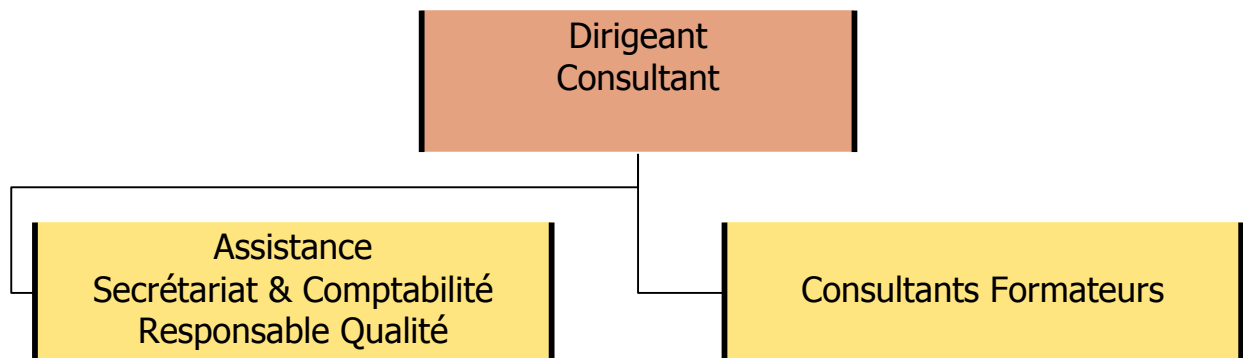 Dirigeant
Consultant
Assistance
Secrétariat & Comptabilité
Responsable Qualité
Consultants Formateurs